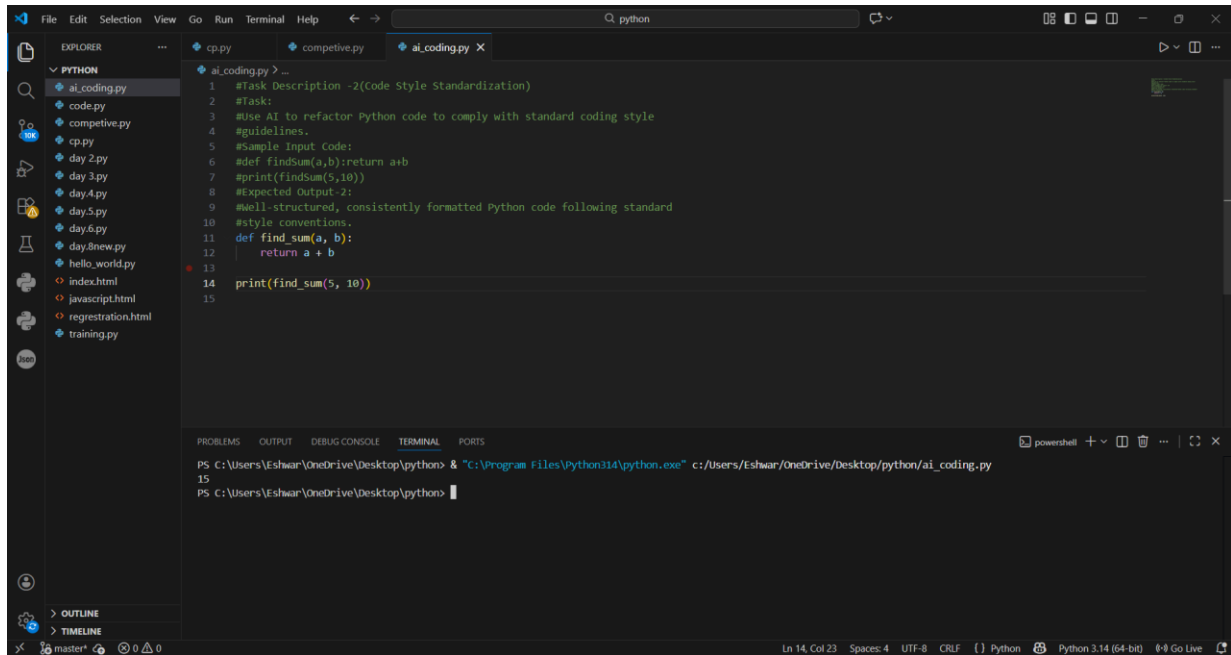 File Edit Selection View Go Run Terminal Help
python
EXPLORER
PYTHON
ai_coding.py
code.py
competive.py
cp.py
day 2.py
day 3.py
day.4.py
day.5.py
day.6.py
day.8new.py
hello_world.py
index.html
javascript.html
regrestration.html
training.py
10K
Json
OUTLINE
TIMELINE
cp.py competive.py ai_coding.py
ai_coding.py > ...
1 #Task Description -2(Code Style Standardization)
2 #Task:
3 #Use AI to refactor Python code to comply with standard coding style
4 #guidelines.
5 #Sample Input Code:
6 #def findSum(a,b):return a+b
7 #print(findSum(5,10))
8 #Expected Output-2:
9 #Well-structured, consistently formatted Python code following standard
10 #style conventions.
11 def find_sum(a, b):
12 return a + b
13
14 print(find_sum(5, 10))
15
PROBLEMS OUTPUT DEBUG CONSOLE TERMINAL PORTS
powershell
PS C:\Users\Eshwar\OneDrive\Desktop\python> & "C:\Program Files\Python314\python.exe" c:/Users/Eshwar/OneDrive/Desktop/python/ai_coding.py
15
PS C:\Users\Eshwar\OneDrive\Desktop\python>
master* 0 0 Ln 14, Col 23 Spaces: 4 UTF-8 CRLF { } Python Python 3.14 (64-bit) Go Live